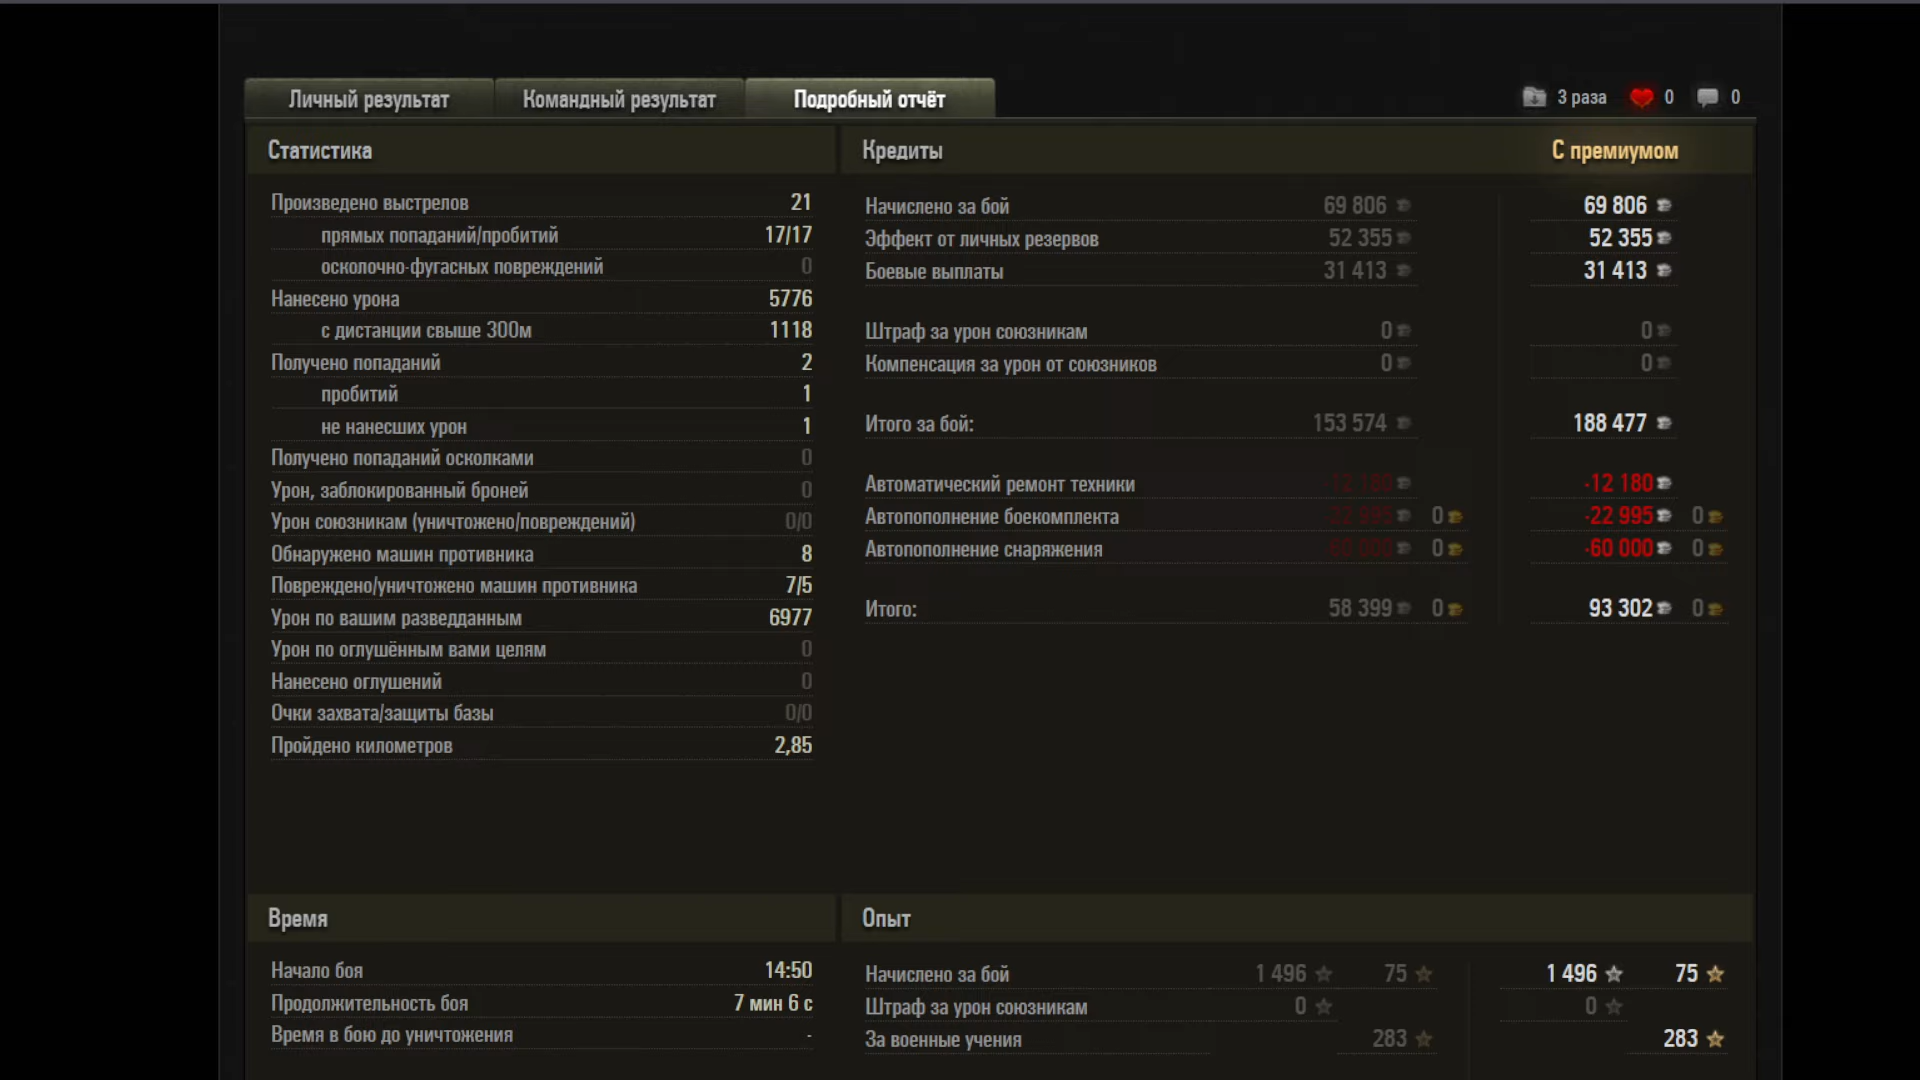 Личный результат Командный результат Подробный отчёт 3 раза 0 0
Статистика
Произведено выстрелов 21
прямых попаданий/пробитий 17/17
осколочно-фугасных повреждений 0
Нанесено урона 5776
с дистанции свыше 300м 1118
Получено попаданий 2
пробитий 1
не нанесших урон 1
Получено попаданий осколками 0
Урон, заблокированный броней 0
Урон союзникам (уничтожено/повреждений) 0/0
Обнаружено машин противника 8
Повреждено/уничтожено машин противника 7/5
Урон по вашим разведданным 6977
Урон по оглушённым вами целям 0
Нанесено оглушений 0
Очки захвата/защиты базы 0/0
Пройдено километров 2,85
Кредиты С премиумом
Начислено за бой 69 806 69 806
Эффект от личных резервов 52 355 52 355
Боевые выплаты 31 413 31 413
Штраф за урон союзникам 0 0
Компенсация за урон от союзников 0 0
Итого за бой: 153 574 188 477
Автоматический ремонт техники -12 180 -12 180
Автопополнение боекомплекта -22 995 0 -22 995 0
Автопополнение снаряжения -60 000 0 -60 000 0
Итого: 58 399 0 93 302 0
Время
Начало боя 14:50
Продолжительность боя 7 мин 6 с
Время в бою до уничтожения -
Опыт
Начислено за бой 1 496 75 1 496 75
Штраф за урон союзникам 0 0
За военные учения 283 283